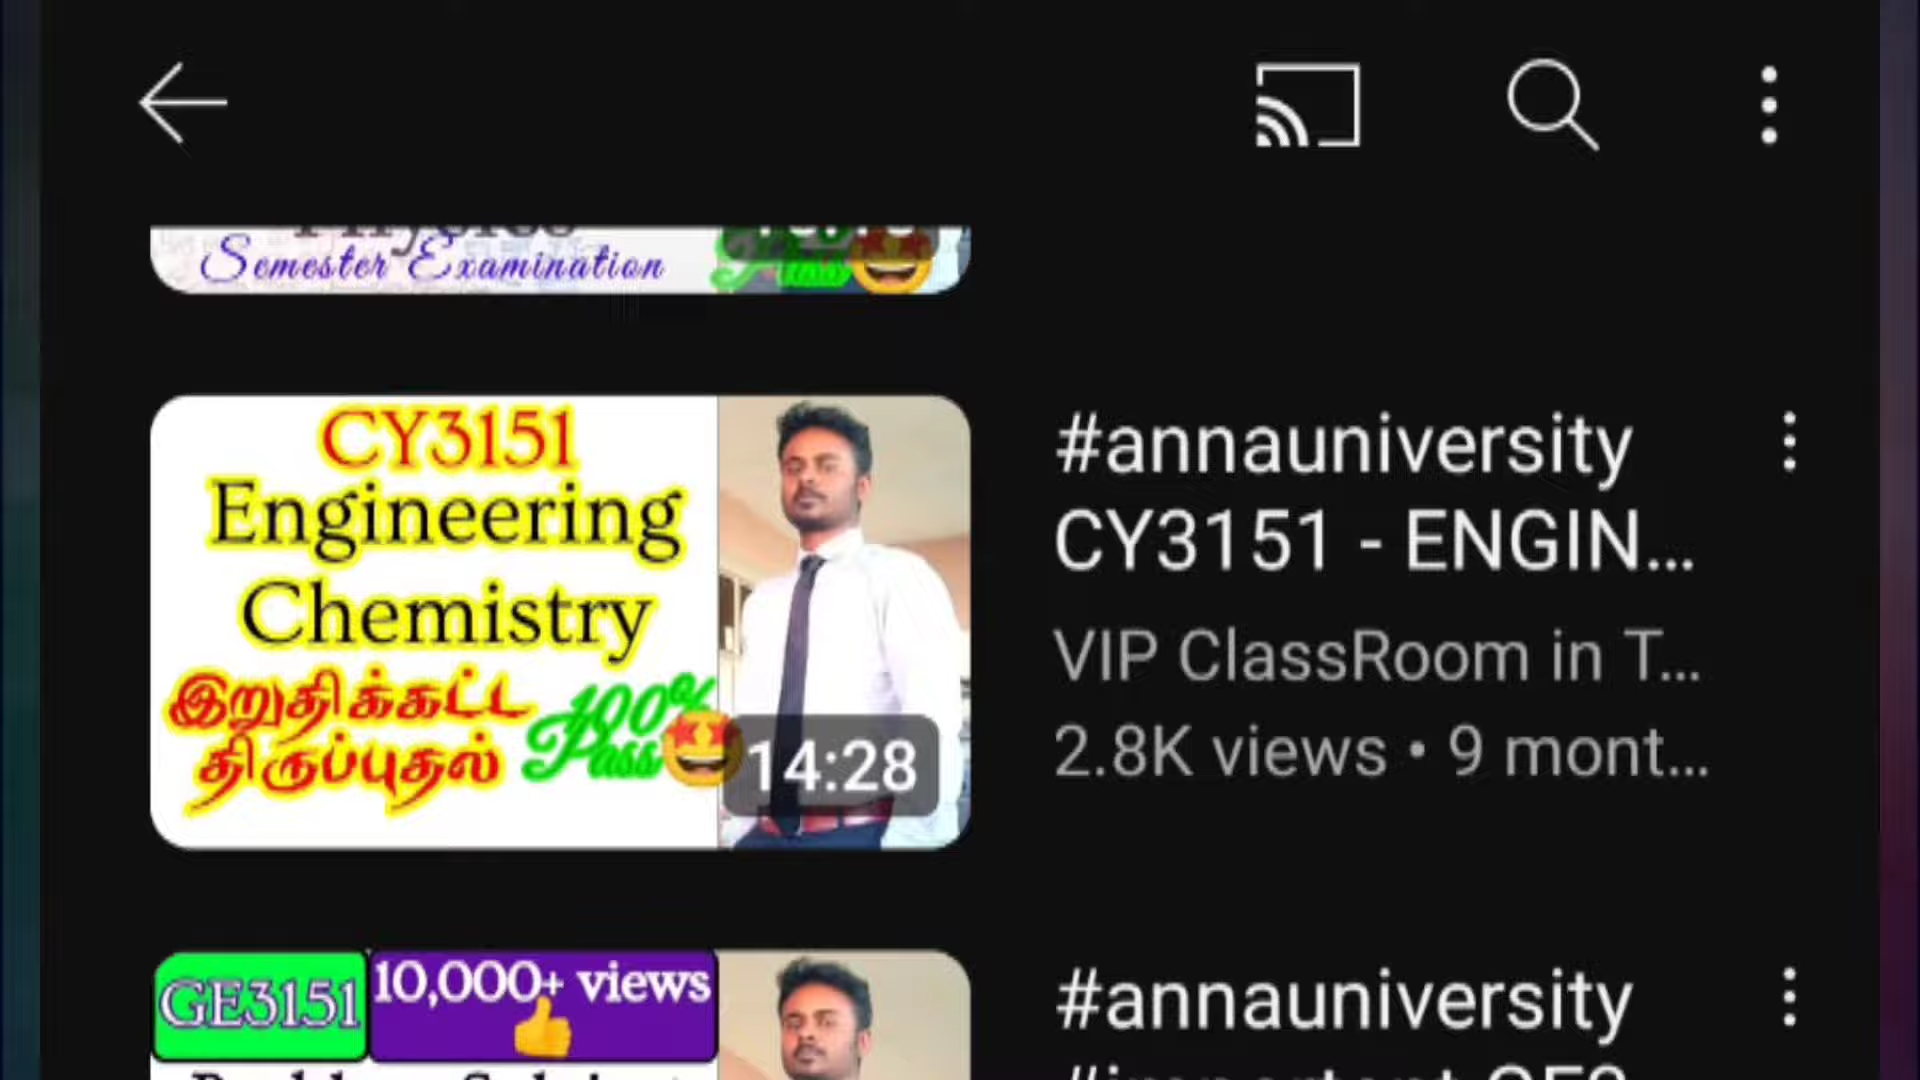 Semester Examination
Pass
CY3151
Engineering
Chemistry
இறுதிக்கட்ட
திருப்புதல்
100%
Pass
14:28
#annauniversity
CY3151 - ENGIN...
VIP ClassRoom in T...
2.8K views • 9 mont...
GE3151
10,000+ views
#annauniversity